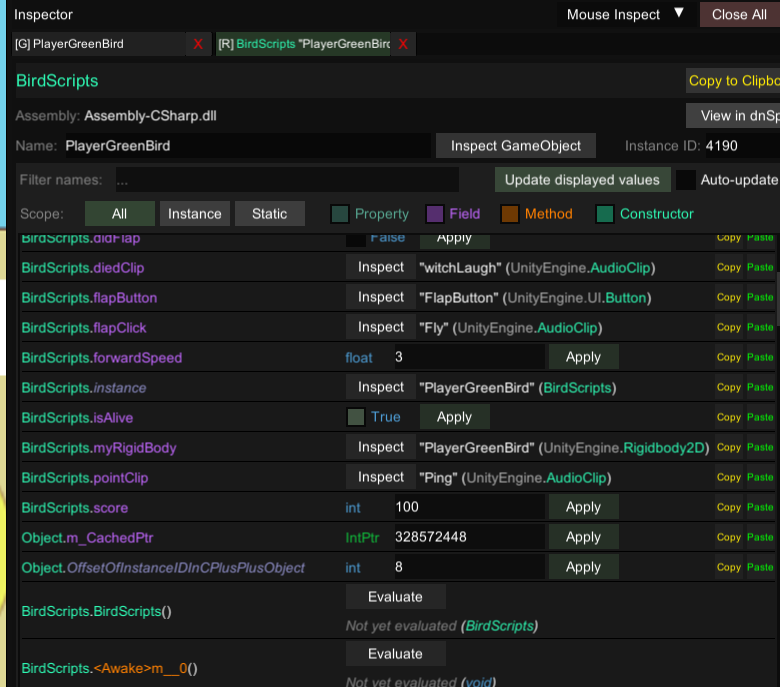 Inspector Mouse Inspect ▼ Close All
[G] PlayerGreenBird X [R] BirdScripts "PlayerGreenBird X
BirdScripts Copy to Clipbo
Assembly: Assembly-CSharp.dll View in dnSp
Name: PlayerGreenBird Inspect GameObject Instance ID: 4190
Filter names: ... Update displayed values Auto-update
Scope: All Instance Static Property Field Method Constructor
BirdScripts.didFlap False Apply Copy Paste
BirdScripts.diedClip Inspect "witchLaugh" (UnityEngine.AudioClip) Copy Paste
BirdScripts.flapButton Inspect "FlapButton" (UnityEngine.UI.Button) Copy Paste
BirdScripts.flapClick Inspect "Fly" (UnityEngine.AudioClip) Copy Paste
BirdScripts.forwardSpeed float 3 Apply Copy Paste
BirdScripts.instance Inspect "PlayerGreenBird" (BirdScripts) Copy Paste
BirdScripts.isAlive True Apply Copy Paste
BirdScripts.myRigidBody Inspect "PlayerGreenBird" (UnityEngine.Rigidbody2D) Copy Paste
BirdScripts.pointClip Inspect "Ping" (UnityEngine.AudioClip) Copy Paste
BirdScripts.score int 100 Apply Copy Paste
Object.m_CachedPtr IntPtr 328572448 Apply Copy Paste
Object.OffsetOfInstanceIDInCPlusPlusObject int 8 Apply Copy Paste
Evaluate
BirdScripts.BirdScripts()
Not yet evaluated (BirdScripts)
Evaluate
BirdScripts.<Awake>m__0()
Not yet evaluated (void)